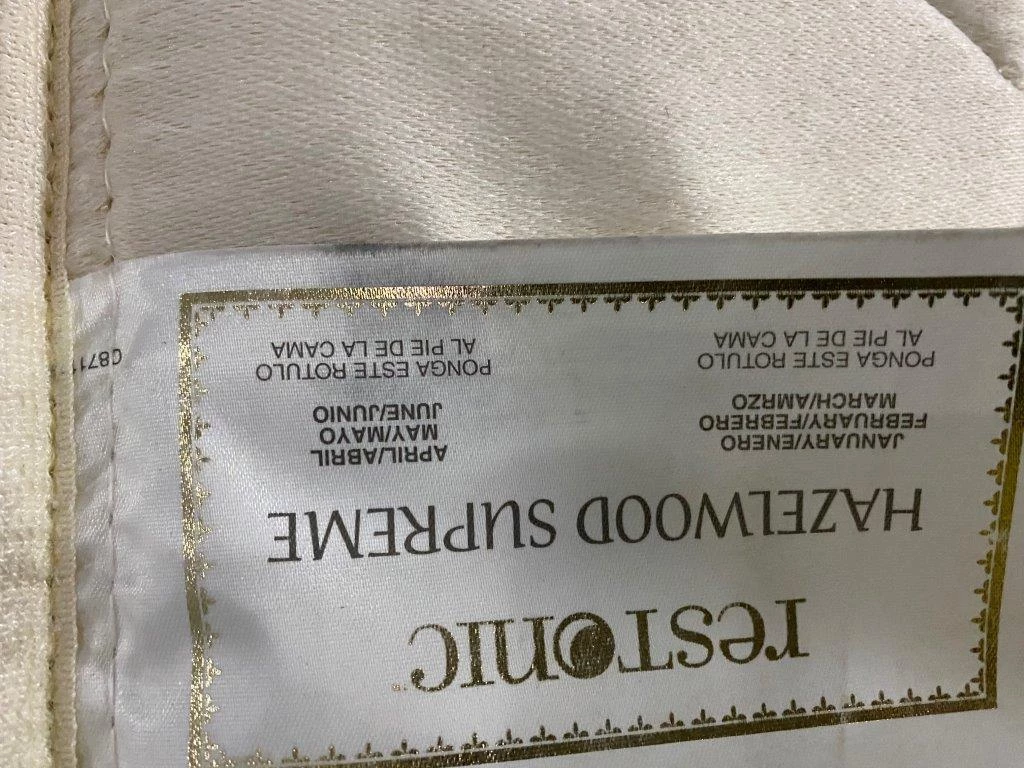 resTonic
HAZELWOOD SUPREME
JANUARY/ENERO
FEBRUARY/FEBRERO
MARCH/AMRZO
PONGA ESTE ROTULO
AL PIE DE LA CAMA
APRIL/ABRIL
MAY/MAYO
JUNE/JUNIO
PONGA ESTE ROTULO
AL PIE DE LA CAMA